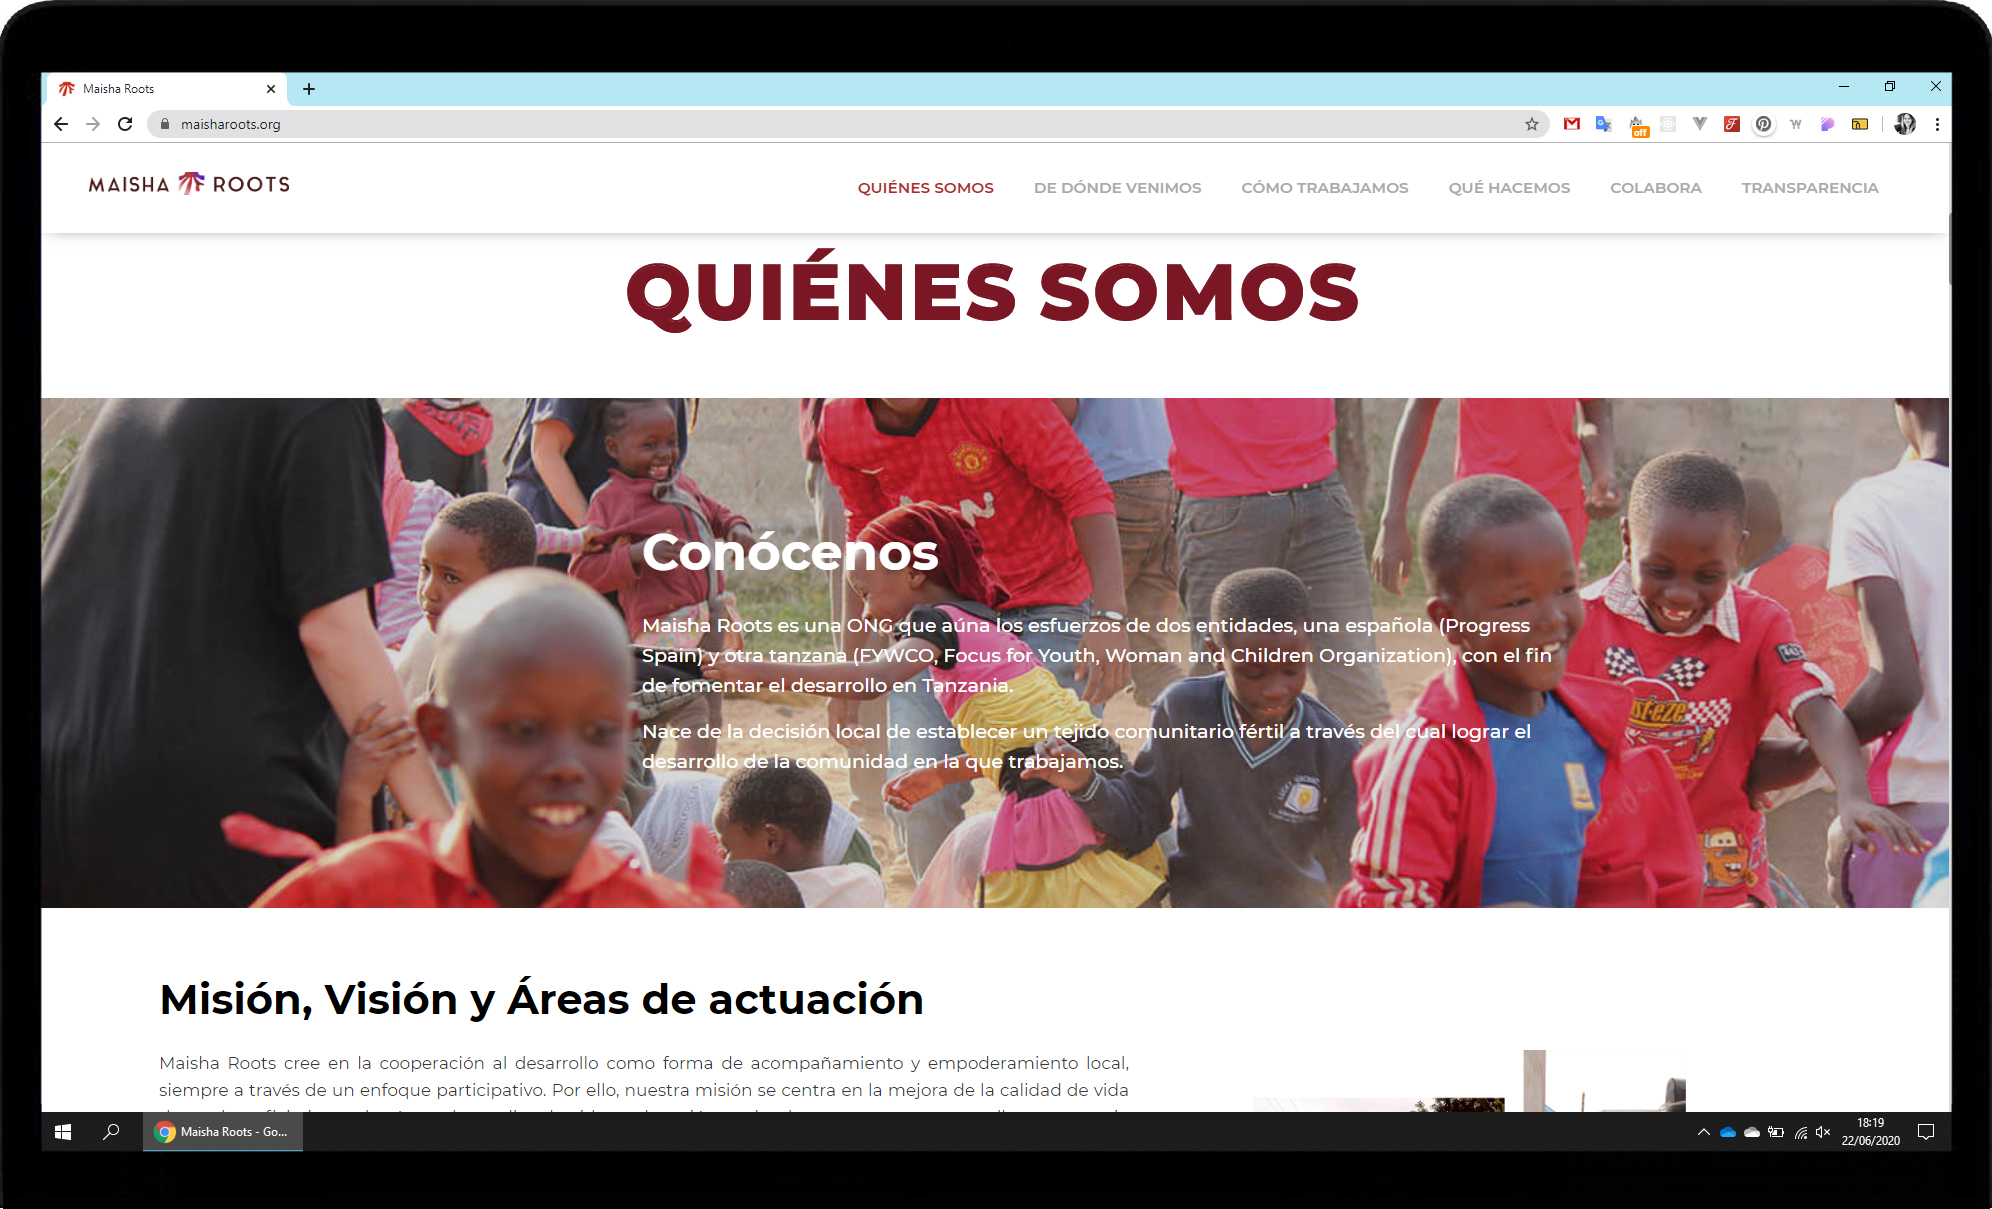 Maisha Roots
maisharoots.org
off
MAISHA ROOTS
QUIÉNES SOMOS
DE DÓNDE VENIMOS
CÓMO TRABAJAMOS
QUÉ HACEMOS
COLABORA
TRANSPARENCIA
QUIÉNES SOMOS
Conócenos
Maisha Roots es una ONG que aúna los esfuerzos de dos entidades, una española (Progress
Spain) y otra tanzana (FYWCO, Focus for Youth, Woman and Children Organization), con el fin
de fomentar el desarrollo en Tanzania.
Nace de la decisión local de establecer un tejido comunitario fértil a través del cual lograr el
desarrollo de la comunidad en la que trabajamos.
Misión, Visión y Áreas de actuación
Maisha Roots cree en la cooperación al desarrollo como forma de acompañamiento y empoderamiento local,
siempre a través de un enfoque participativo. Por ello, nuestra misión se centra en la mejora de la calidad de vida
Maisha Roots - Go...
18:19
22/06/2020